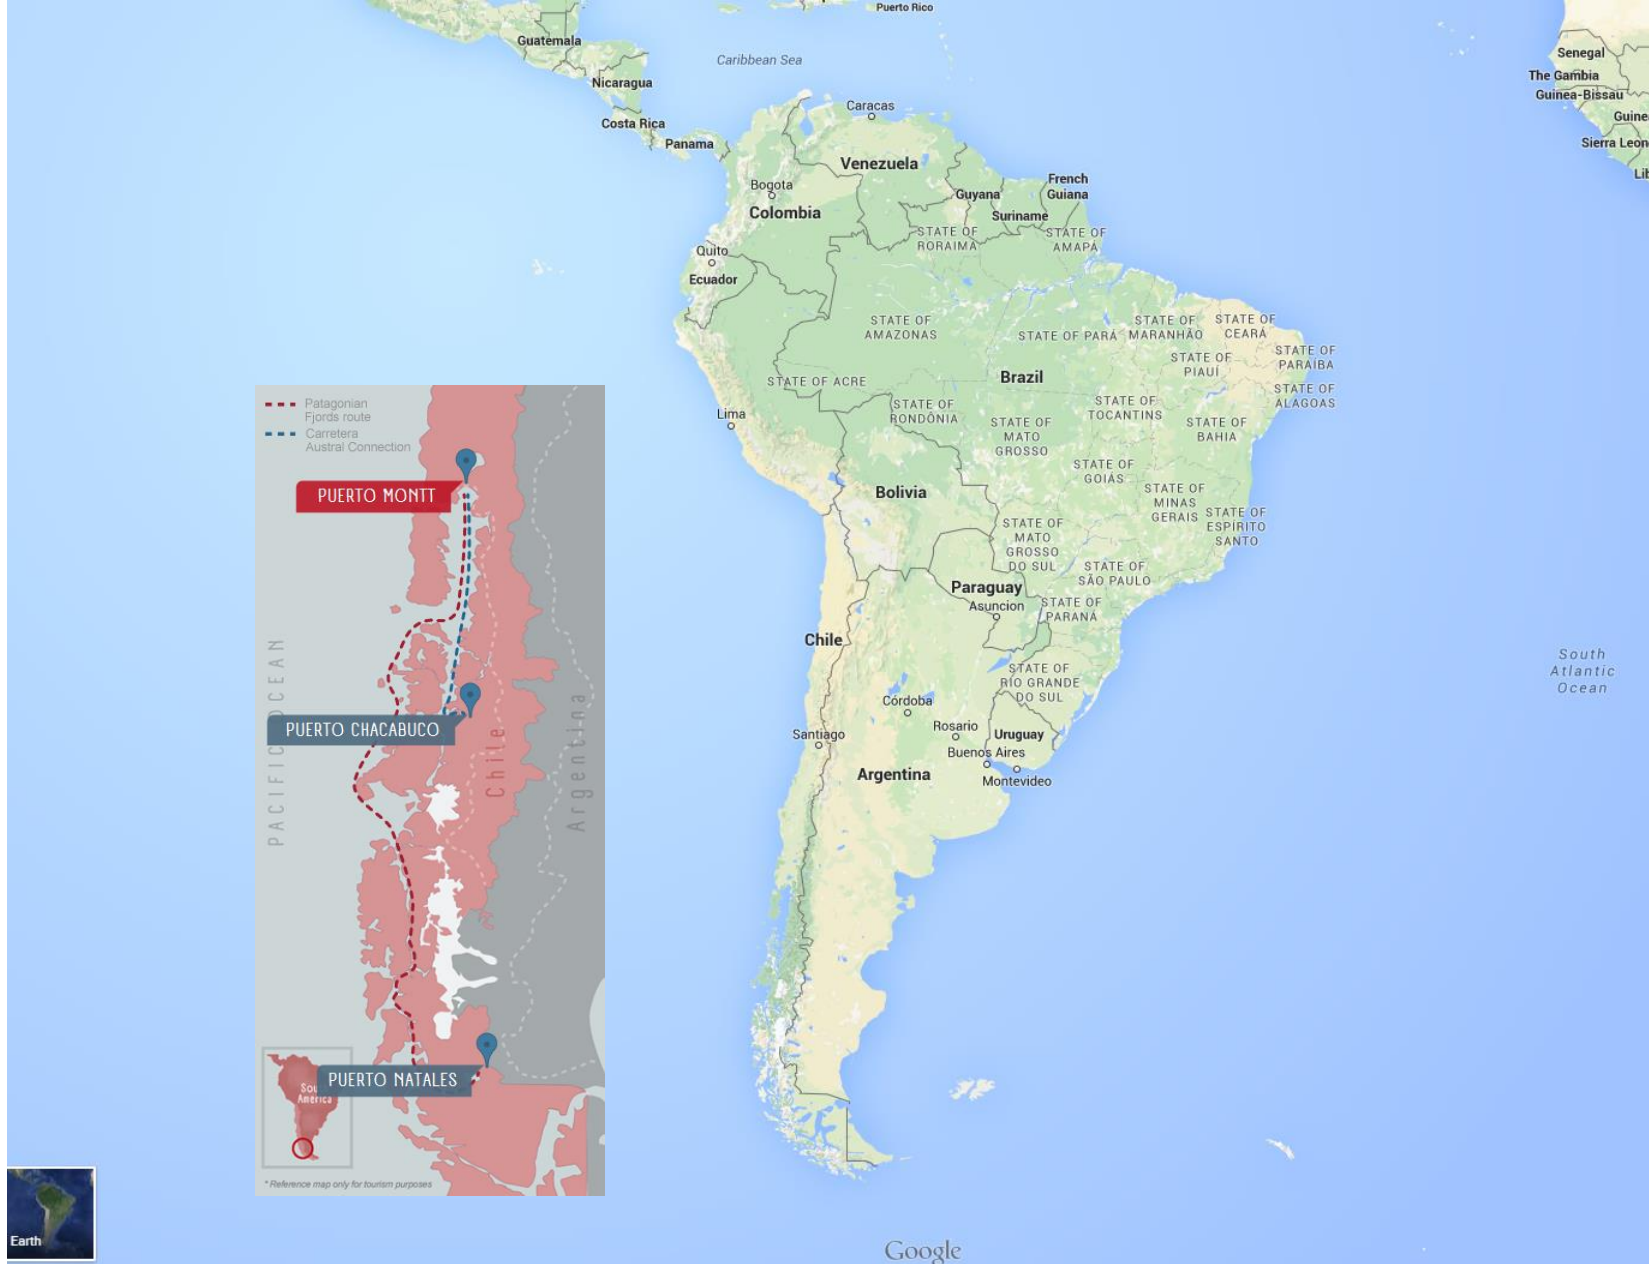 Puerto Rico
Guatemala
Caribbean Sea
Nicaragua
Costa Rica
Panama
Caracas
Venezuela
Bogota
Colombia
Guyana
French
Guiana
Suriname
STATE OF
RORAIMA
STATE OF
AMAPÁ
Quito
Ecuador
Senegal
The Gambia
Guinea-Bissau
Guine
Sierra Leon
Lib
STATE OF
AMAZONAS
STATE OF PARÁ
STATE OF
MARANHÃO
STATE OF
CEARÁ
STATE OF
PIAUÍ
STATE OF
PARAÍBA
STATE OF
ALAGOAS
STATE OF ACRE
Brazil
Lima
STATE OF
RONDÔNIA
STATE OF
MATO
GROSSO
STATE OF
TOCANTINS
STATE OF
BAHIA
STATE OF
GOIÁS
Bolivia
STATE OF
MINAS
GERAIS
STATE OF
ESPÍRITO
SANTO
STATE OF
MATO
GROSSO
DO SUL
STATE OF
SÃO PAULO
Paraguay
Asuncion
STATE OF
PARANÁ
Chile
STATE OF
RIO GRANDE
DO SUL
Córdoba
Rosario
Santiago
Uruguay
Buenos Aires
Argentina
Montevideo
South
Atlantic
Ocean
Patagonian
Fjords route
Carretera
Austral Connection
PUERTO MONTT
PACIFIC OCEAN
PUERTO CHACABUCO
Chile
Argentina
PUERTO NATALES
Sou
America
* Reference map only for tourism purposes
Earth
Google